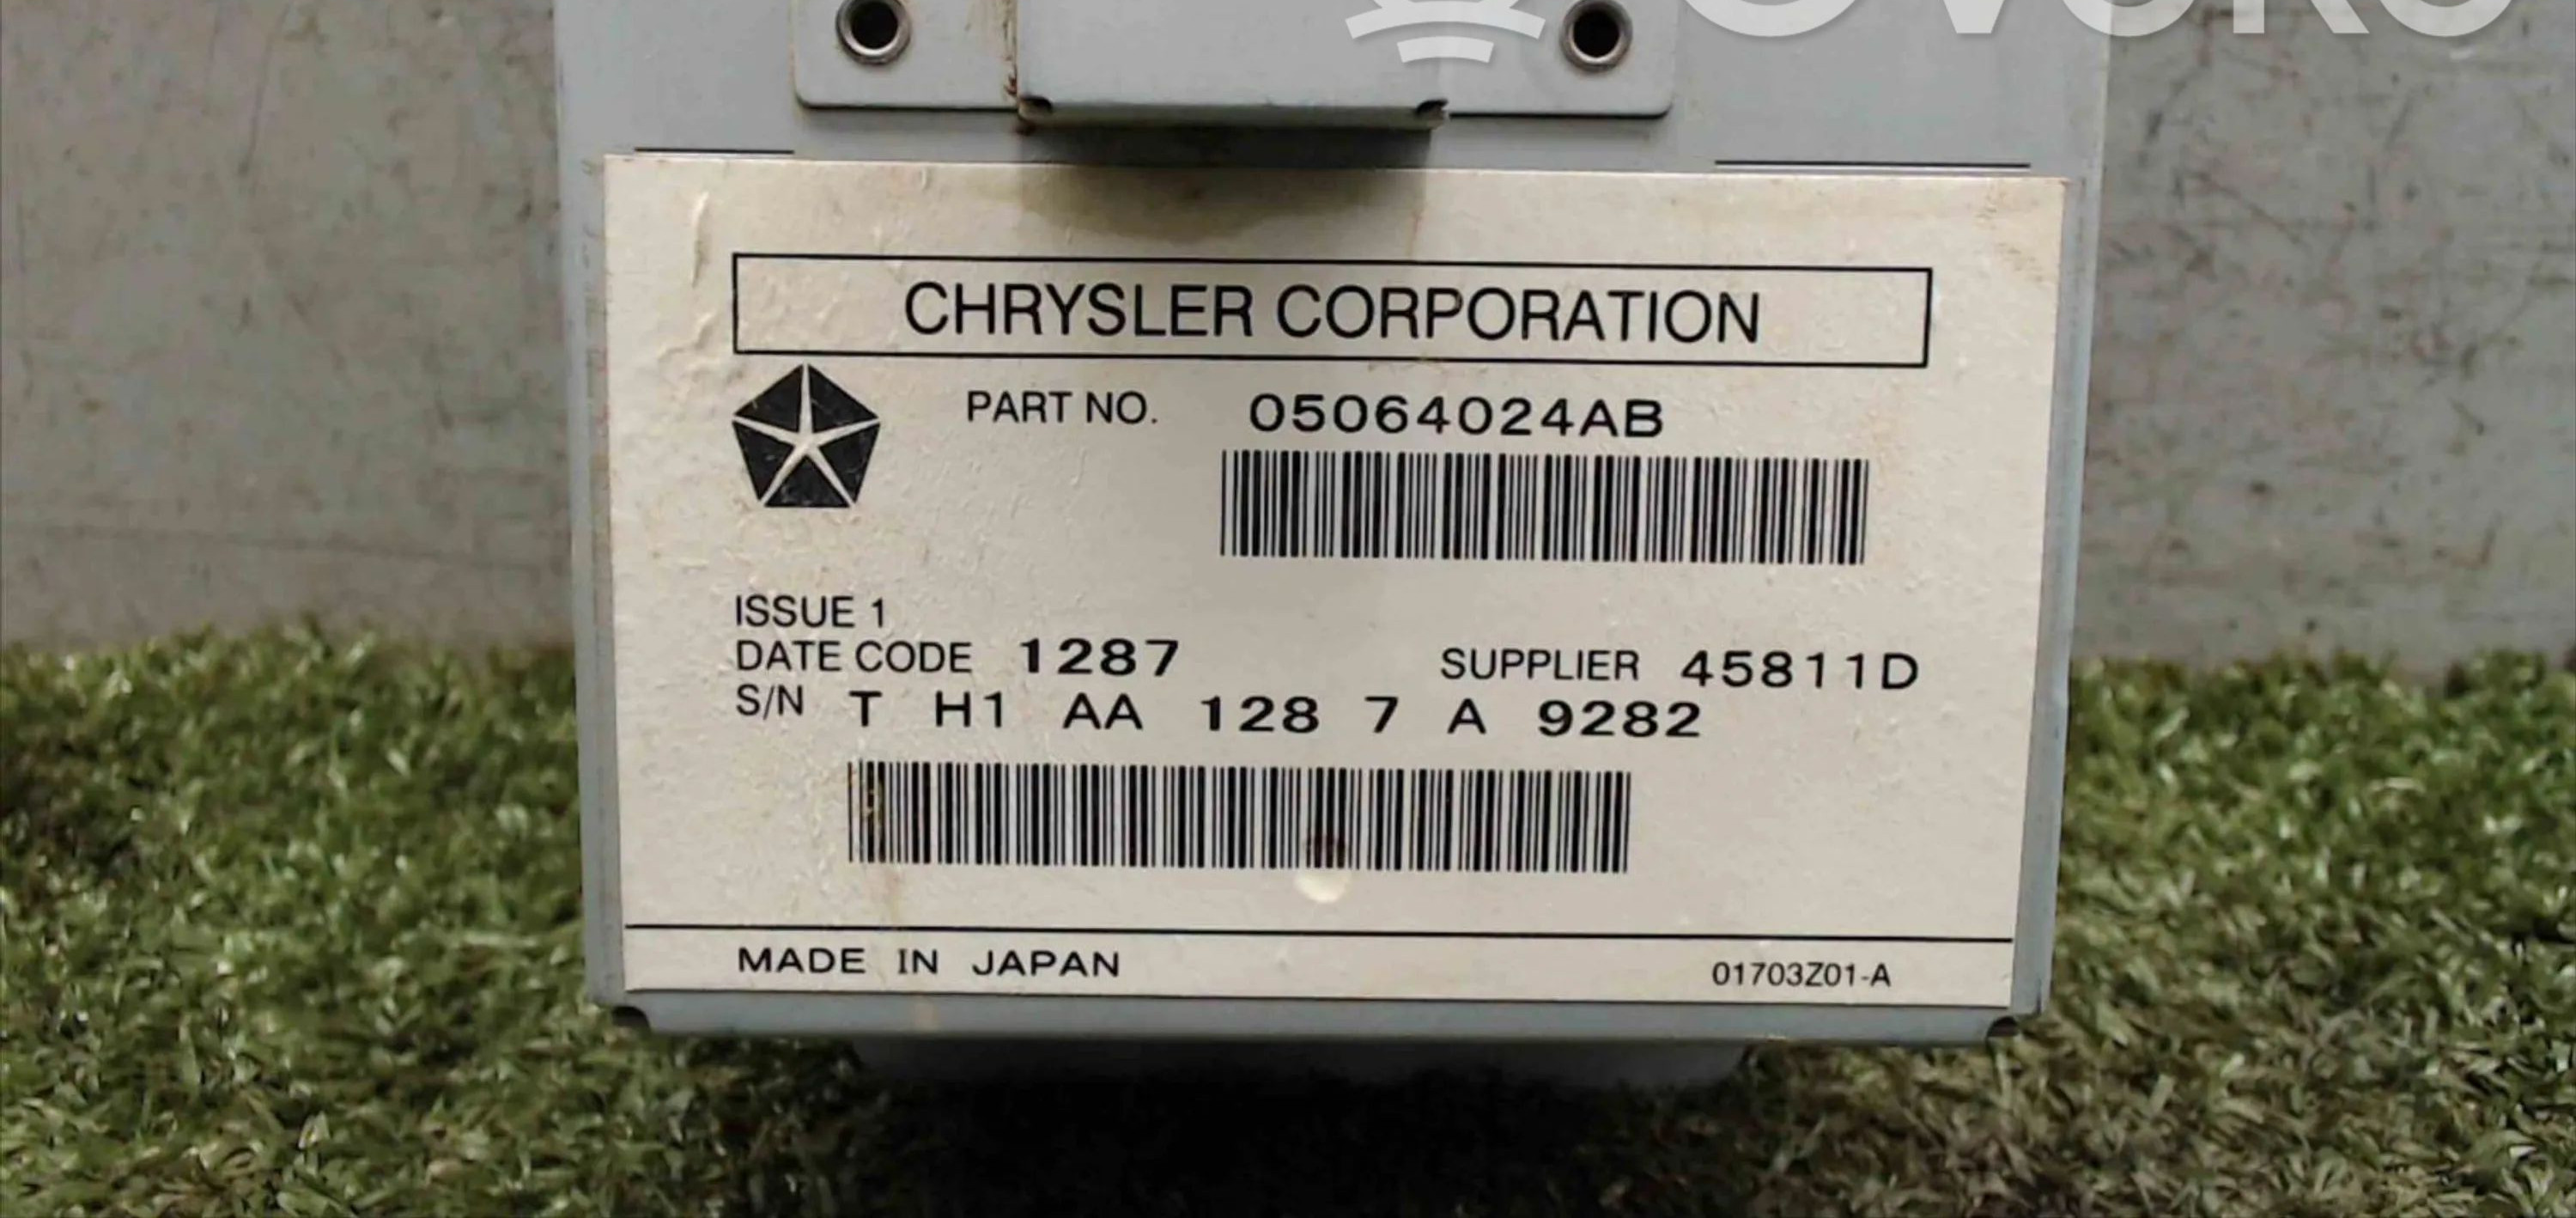 CHRYSLER CORPORATION
PART NO. 05064024AB
ISSUE 1
DATE CODE 1287 SUPPLIER 45811D
S/N T H1 AA 128 7 A 9282
MADE IN JAPAN 01703Z01-A